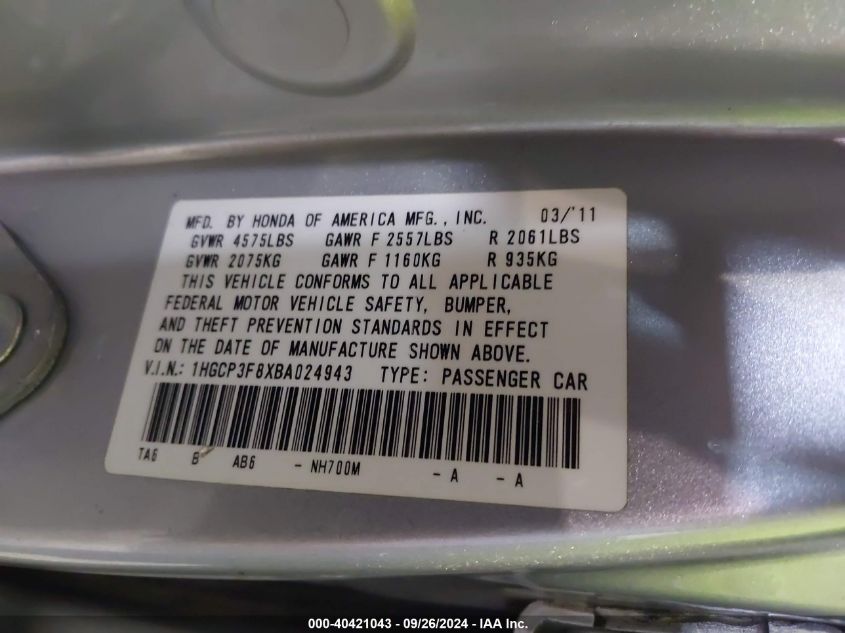 MFD. BY HONDA OF AMERICA MFG., INC. 03/'11
GVWR 4575LBS GAWR F 2557LBS R 2061LBS
GVWR 2075KG GAWR F 1160KG R 935KG
THIS VEHICLE CONFORMS TO ALL APPLICABLE
FEDERAL MOTOR VEHICLE SAFETY, BUMPER,
AND THEFT PREVENTION STANDARDS IN EFFECT
ON THE DATE OF MANUFACTURE SHOWN ABOVE.
V.I.N.: 1HGCP3F8XBA024943 TYPE: PASSENGER CAR
TA6 B AB6 - NH700M - A - A
000-40421043 / 09/26/2024 - IAA Inc.